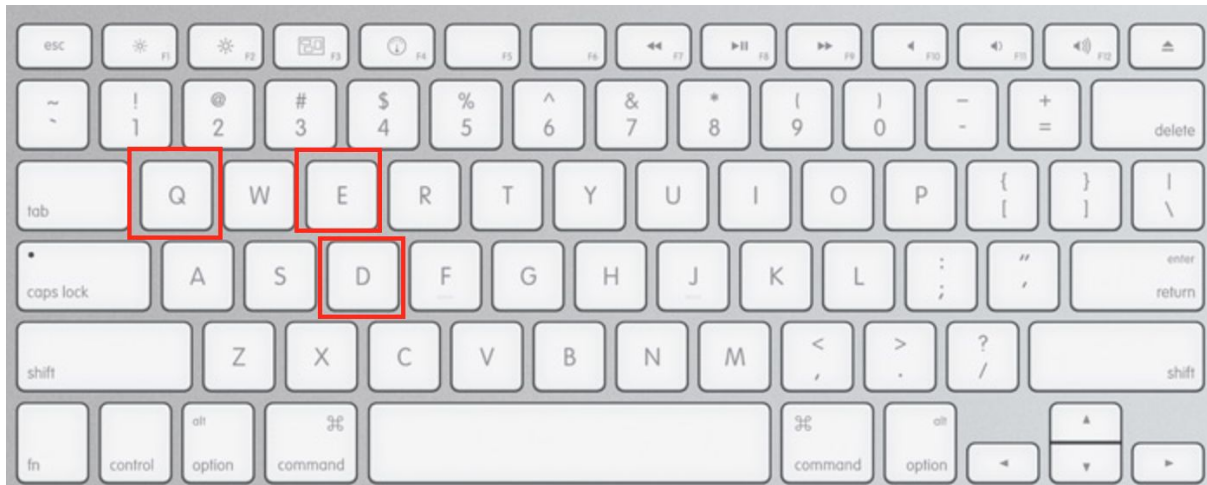 esc F1 F2 F3 F4 F5 F6 F7 F8 F9 F10 F11 F12
~ ! @ # $ % ^ & * ( ) — +
` 1 2 3 4 5 6 7 8 9 0 - = delete
tab Q W E R T Y U I O P { } |
[ ] \
caps lock A S D F G H J K L : " enter
; ' return
shift Z X C V B N M < > ? shift
, . /
alt ⌘ ⌘ alt
fn control option command command option